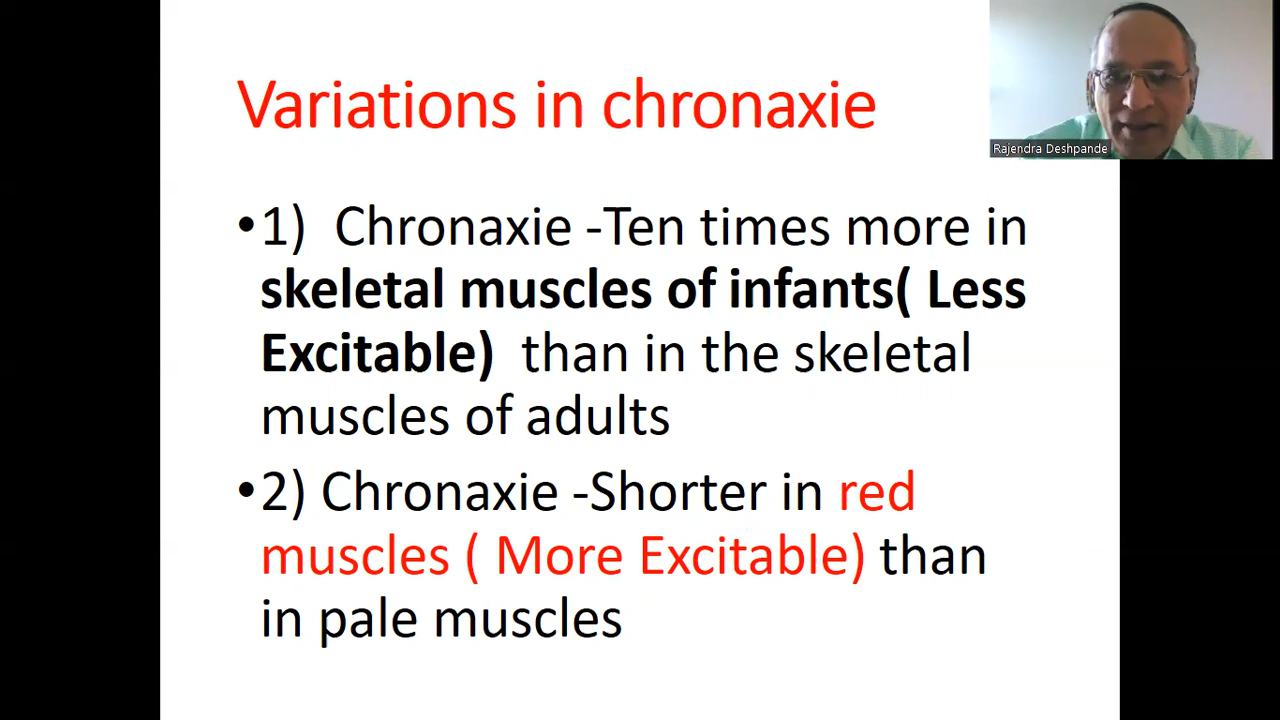 Variations in chronaxie
Rajendra Deshpande
•1) Chronaxie -Ten times more in
skeletal muscles of infants( Less
Excitable) than in the skeletal
muscles of adults
•2) Chronaxie -Shorter in red
muscles ( More Excitable) than
in pale muscles